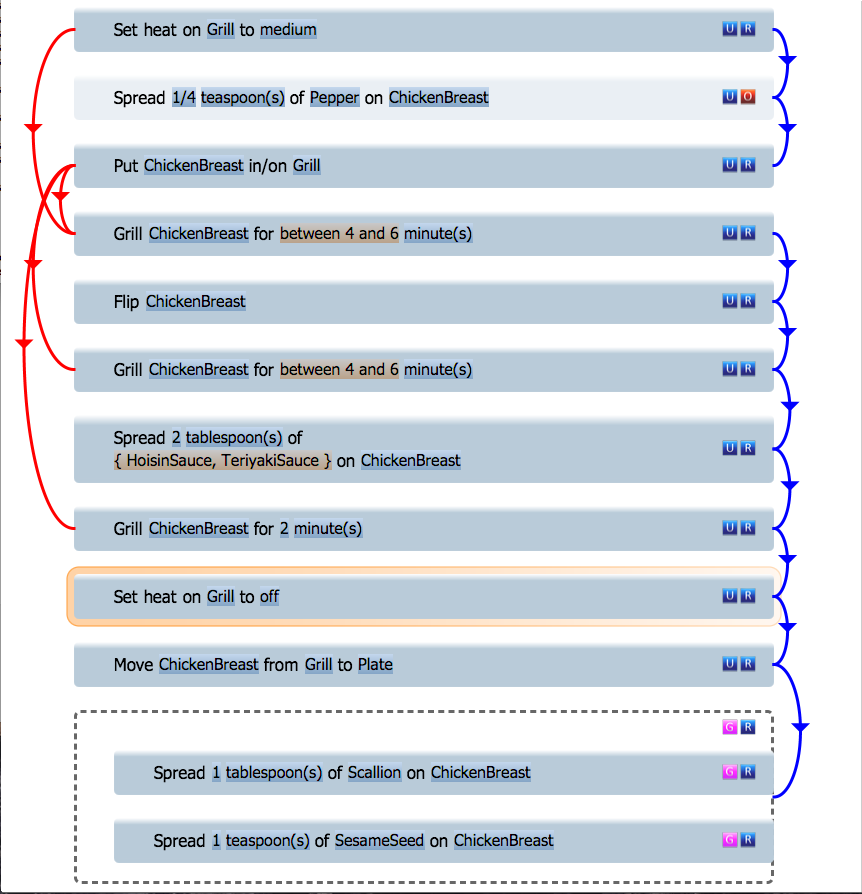 Set heat on Grill to medium U R
Spread 1/4 teaspoon(s) of Pepper on ChickenBreast U O
Put ChickenBreast in/on Grill U R
Grill ChickenBreast for between 4 and 6 minute(s) U R
Flip ChickenBreast U R
Grill ChickenBreast for between 4 and 6 minute(s) U R
Spread 2 tablespoon(s) of
{ HoisinSauce, TeriyakiSauce } on ChickenBreast U R
Grill ChickenBreast for 2 minute(s) U R
Set heat on Grill to off U R
Move ChickenBreast from Grill to Plate U R
G R
Spread 1 tablespoon(s) of Scallion on ChickenBreast G R
Spread 1 teaspoon(s) of SesameSeed on ChickenBreast G R